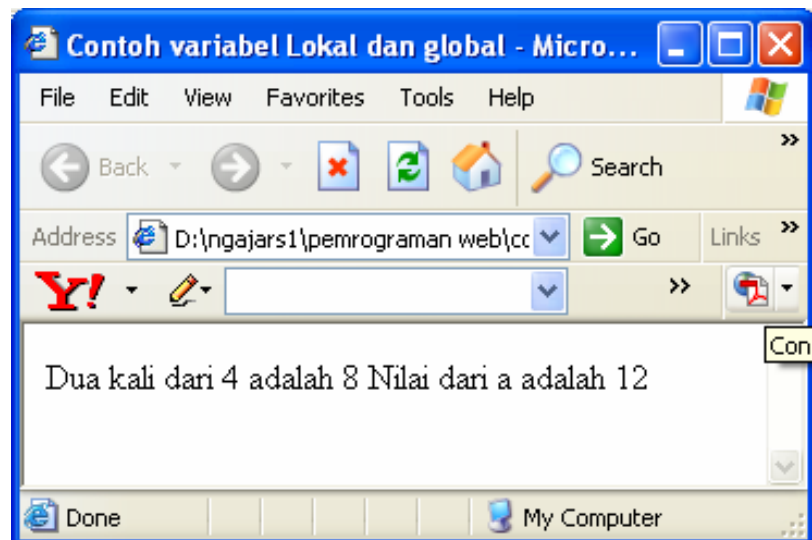 Contoh variabel Lokal dan global - Micro...
File Edit View Favorites Tools Help
Back Search »
Address D:\ngajars1\pemrograman web\cc Go Links »
Y! »
Con
Dua kali dari 4 adalah 8 Nilai dari a adalah 12
Done My Computer